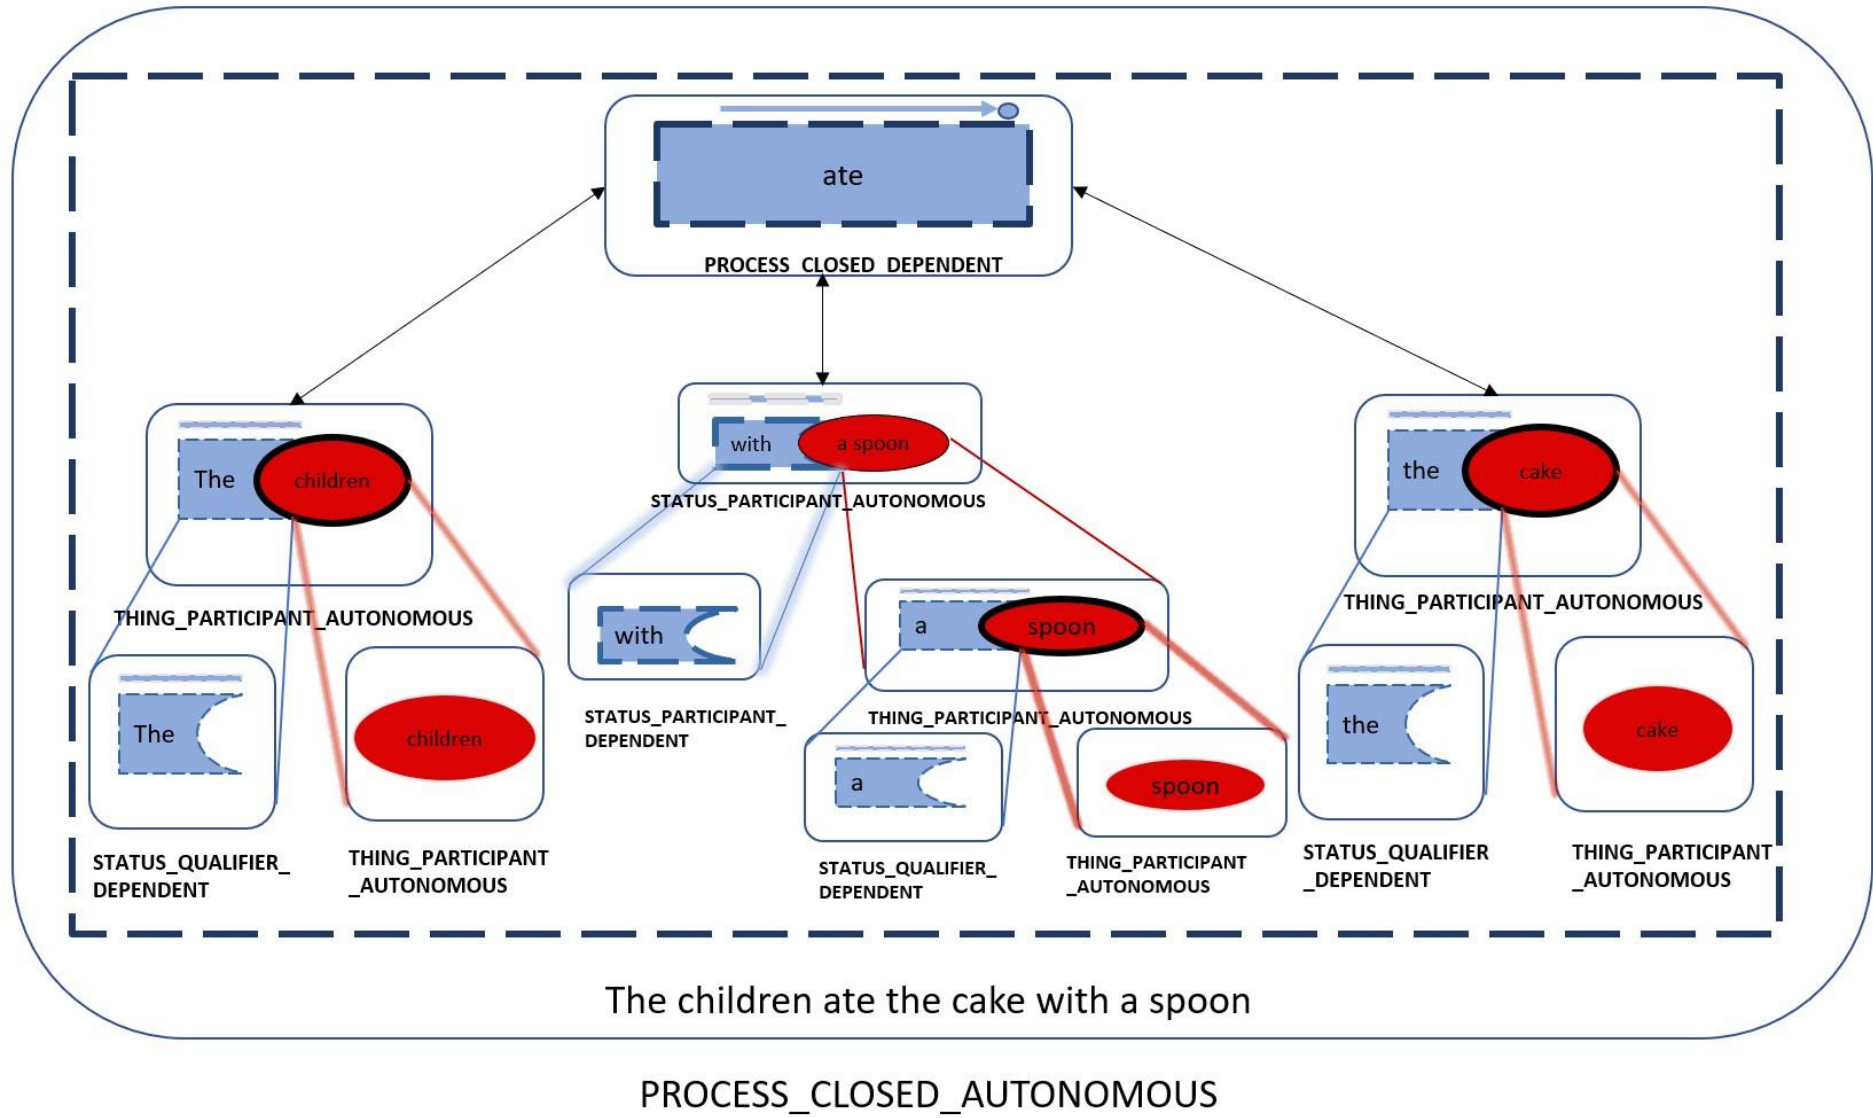 ate
PROCESS_CLOSED_DEPENDENT
The children
THING_PARTICIPANT_AUTONOMOUS
The
STATUS_QUALIFIER_
DEPENDENT
children
THING_PARTICIPANT
_AUTONOMOUS
with a spoon
STATUS_PARTICIPANT_AUTONOMOUS
with
STATUS_PARTICIPANT_
DEPENDENT
a spoon
THING_PARTICIPANT_AUTONOMOUS
a
STATUS_QUALIFIER_
DEPENDENT
spoon
THING_PARTICIPANT
_AUTONOMOUS
the cake
THING_PARTICIPANT_AUTONOMOUS
the
STATUS_QUALIFIER
_DEPENDENT
cake
THING_PARTICIPANT
_AUTONOMOUS
The children ate the cake with a spoon
PROCESS_CLOSED_AUTONOMOUS